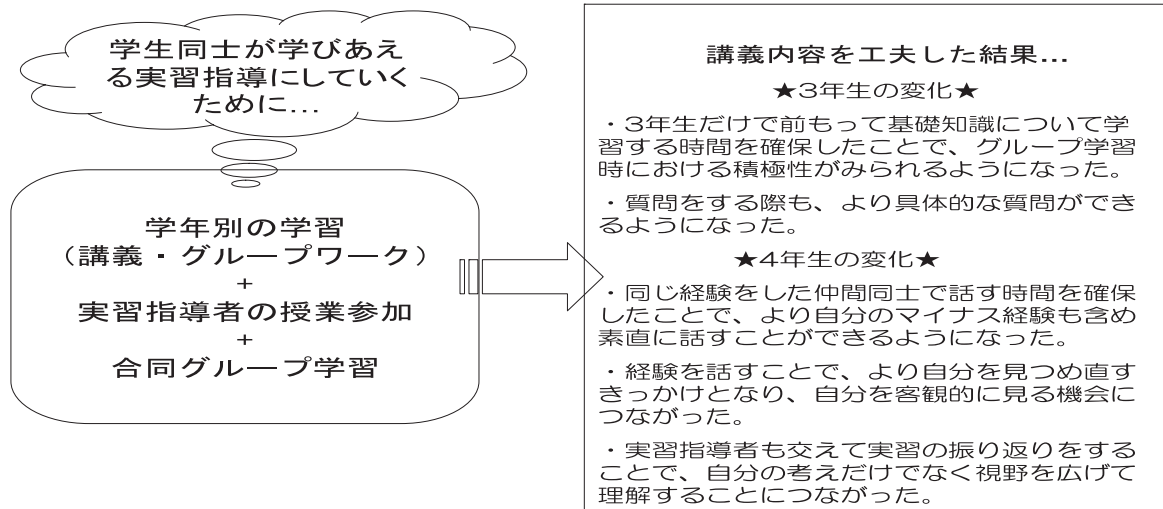 学生同士が学びあえ
る実習指導にしていく
ために…
学年別の学習
（講義・グループワーク）
+
実習指導者の授業参加
+
合同グループ学習
講義内容を工夫した結果…
★3年生の変化★
・3年生だけで前もって基礎知識について学
習する時間を確保したことで、グループ学習
時における積極性がみられるようになった。
・質問をする際も、より具体的な質問ができ
るようになった。
★4年生の変化★
・同じ経験をした仲間同士で話す時間を確保
したことで、より自分のマイナス経験も含め
素直に話すことができるようになった。
・経験を話すことで、より自分を見つめ直す
きっかけとなり、自分を客観的に見る機会に
つながった。
・実習指導者も交えて実習の振り返りをする
ことで、自分の考えだけでなく視野を広げて
理解することにつながった。